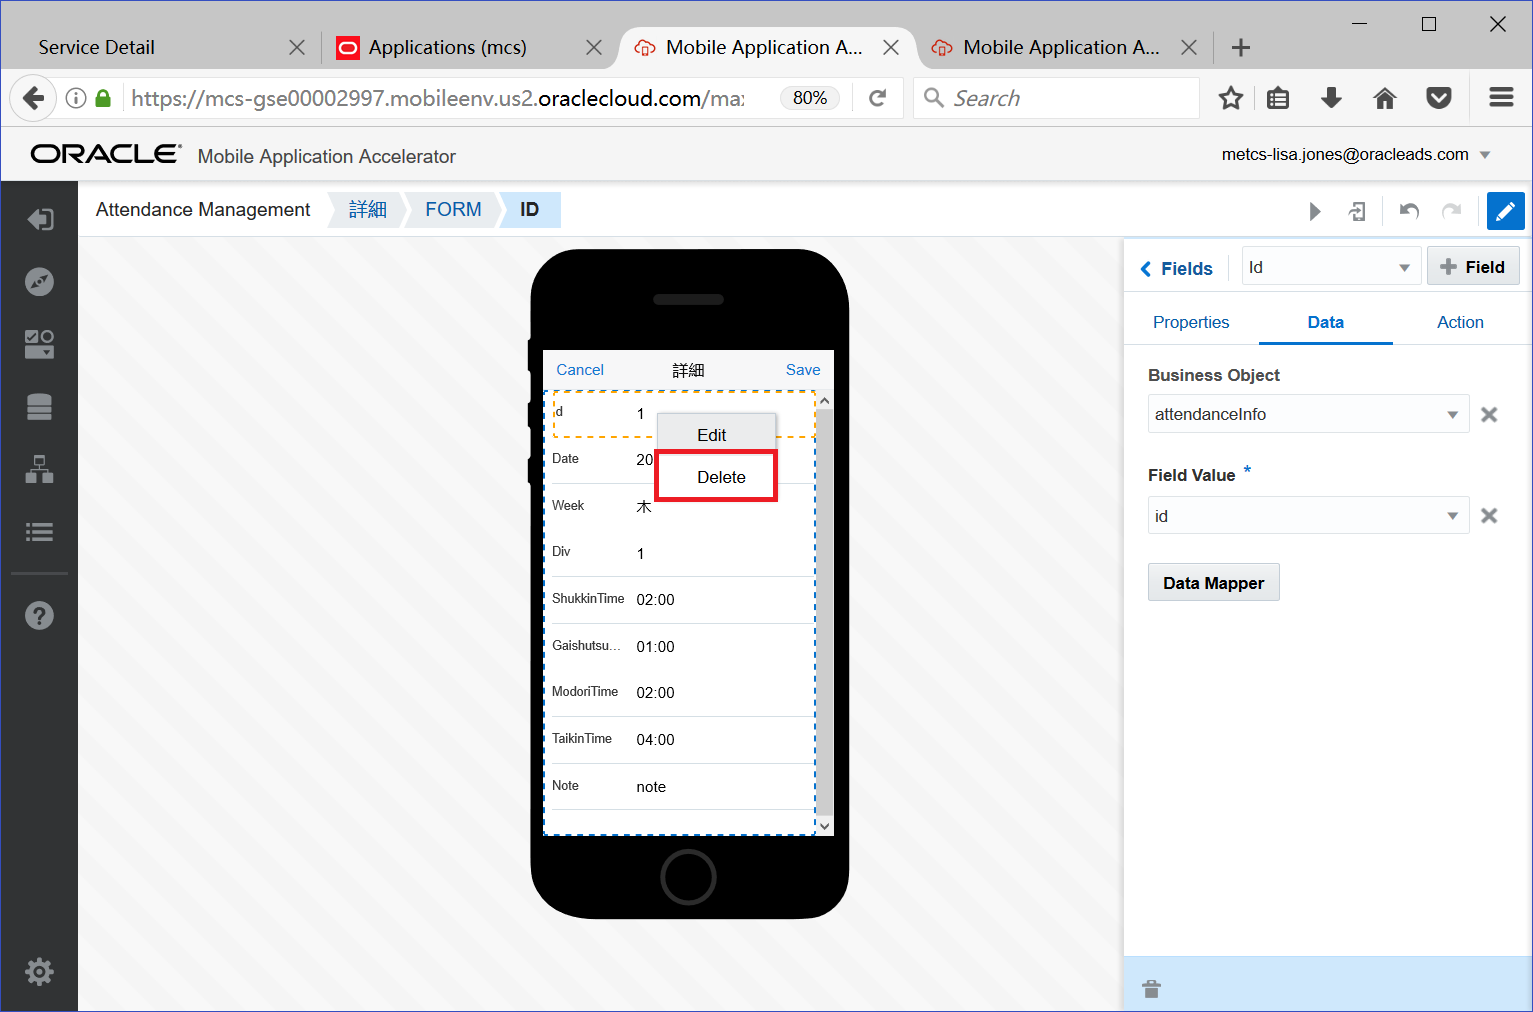 Service Detail
Applications (mcs)
Mobile Application A...
Mobile Application A...
https://mcs-gse00002997.mobileenv.us2.oraclecloud.com/max
80%
Search
ORACLE Mobile Application Accelerator
metcs-lisa.jones@oracleads.com
Attendance Management
詳細
FORM
ID
Fields
Id
Field
Properties
Data
Action
Business Object
attendanceInfo
Field Value *
id
Data Mapper
Cancel
詳細
Save
Id 1
Edit
Delete
Date 20
Week 木
Div 1
ShukkinTime 02:00
Gaishutsu... 01:00
ModoriTime 02:00
TaikinTime 04:00
Note note